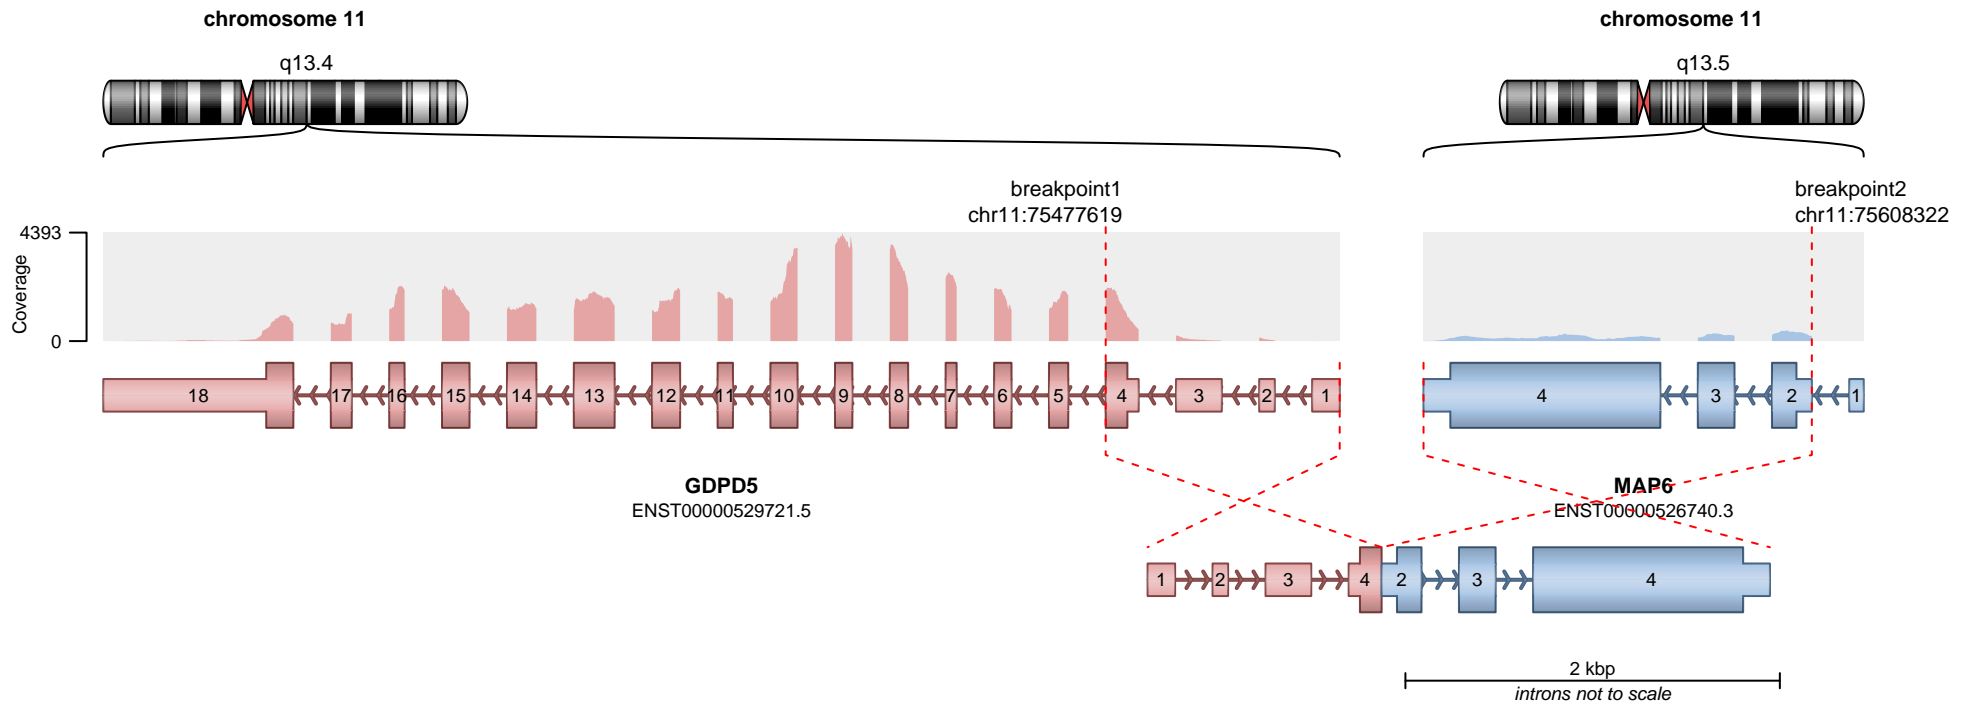 chromosome 11
chromosome 11
q13.4
q13.5
breakpoint1
chr11:75477619
breakpoint2
chr11:75608322
4393
Coverage
0
18 17 16 15 14 13 12 11 10 9 8 7 6 5 4 3 2 1
4 3 2 1
GDPD5
ENST00000529721.5
MAP6
ENST00000526740.3
1 2 3 4 2 3 4
2 kbp
introns not to scale